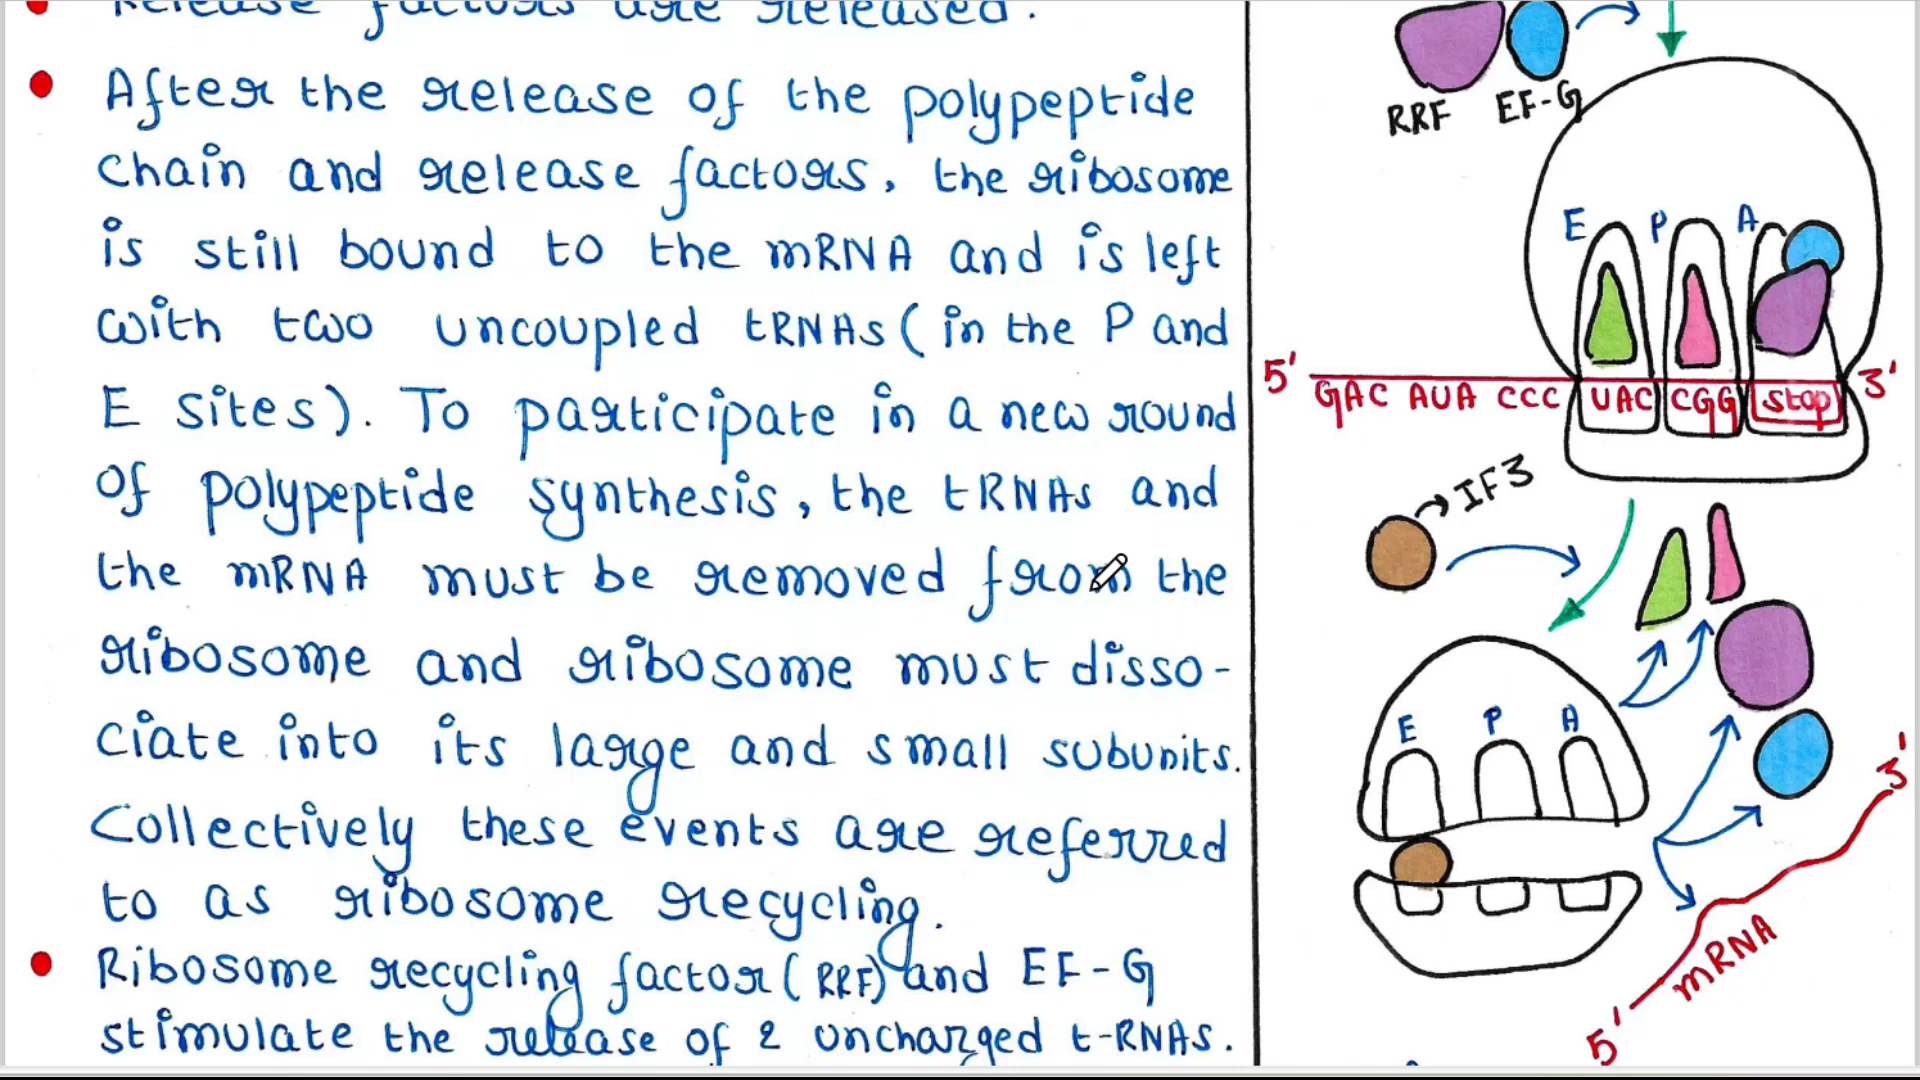 Release factors are released.
After the release of the polypeptide
chain and release factors, the ribosome
is still bound to the mRNA and is left
with two uncoupled tRNAs (in the P and
E sites). To participate in a new round
of polypeptide synthesis, the tRNAs and
the mRNA must be removed from the
ribosome and ribosome must disso-
ciate into its large and small subunits.
Collectively these events are referred
to as ribosome recycling.
Ribosome recycling factor (RRF) and EF-G
stimulate the release of 2 uncharged t-RNAs.
RRF EF-G
E P A
5' GAC AUA CCC UAC CGG Stop 3'
IF3
E P A
3'
mRNA
5'